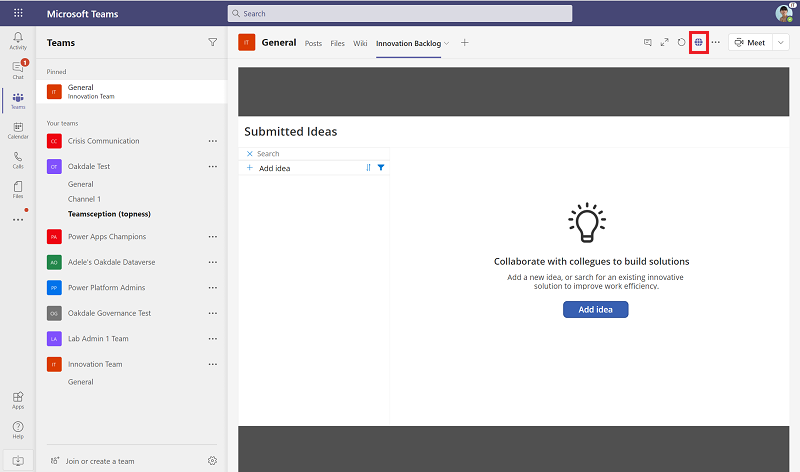 Microsoft Teams
Search
IT
Activity
Chat
1
Teams
Calendar
Calls
Files
Apps
Help
Teams
Pinned
IT
General
Innovation Team
Your teams
CC Crisis Communication
OT Oakdale Test
General
Channel 1
Teamsception (topness)
PA Power Apps Champions
AO Adele's Oakdale Dataverse
PP Power Platform Admins
OG Oakdale Governance Test
LA Lab Admin 1 Team
IT Innovation Team
General
Join or create a team
IT General Posts Files Wiki Innovation Backlog
Meet
Submitted Ideas
Search
Add idea
Collaborate with collegues to build solutions
Add a new idea, or sarch for an existing innovative
solution to improve work efficiency.
Add idea